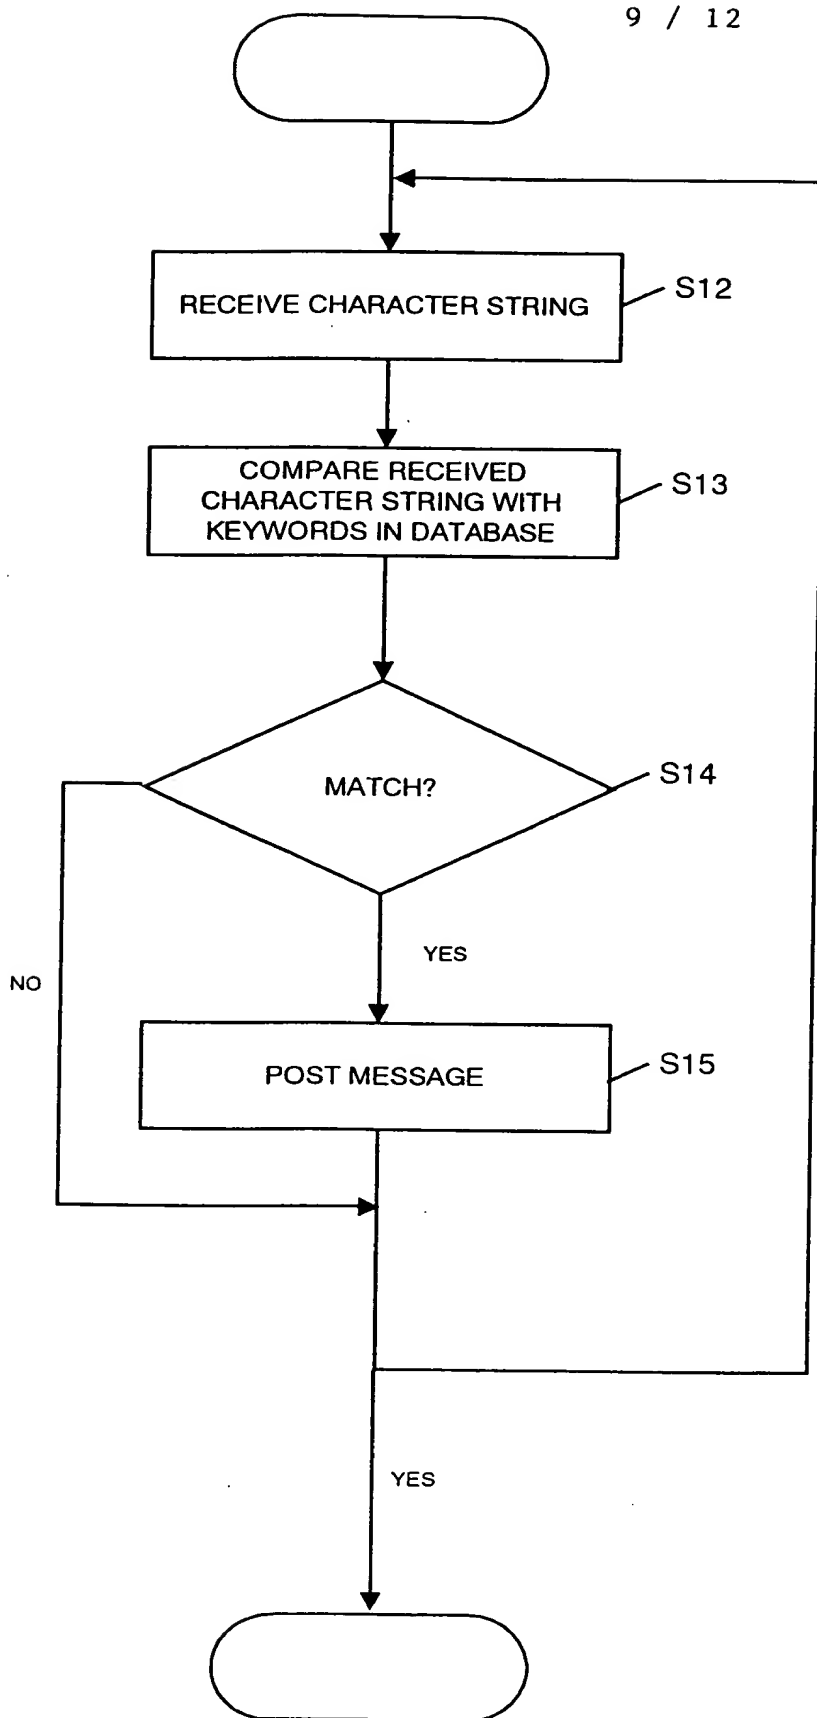 9 / 12
RECEIVE CHARACTER STRING
S12
COMPARE RECEIVED
CHARACTER STRING WITH
KEYWORDS IN DATABASE
S13
MATCH?
S14
YES
NO
POST MESSAGE
S15
YES